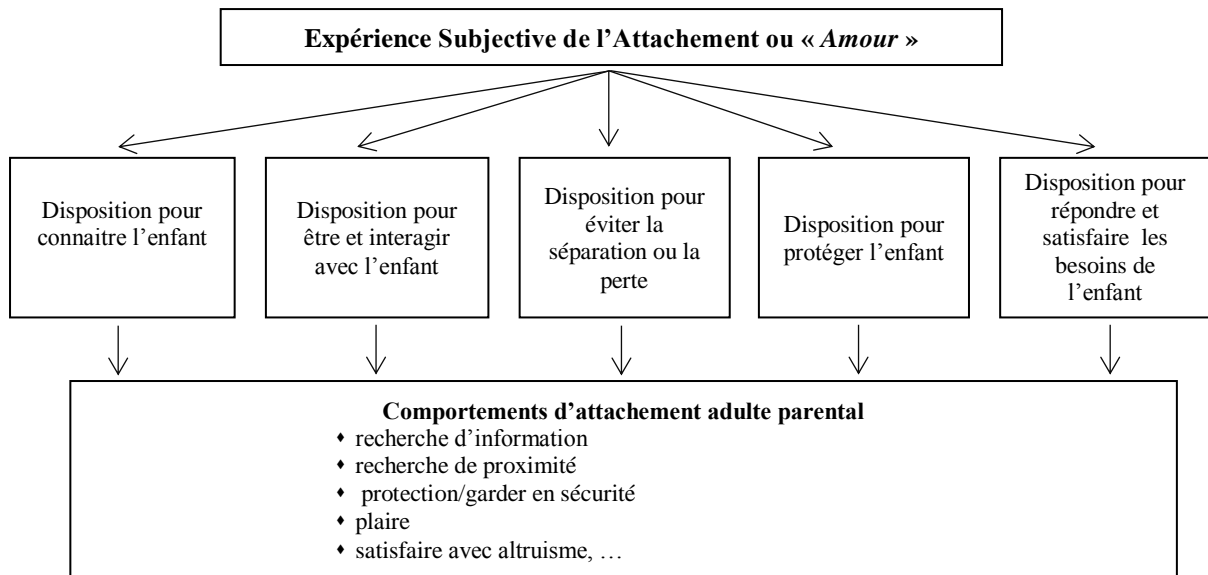 Expérience Subjective de l’Attachement ou « Amour »
Disposition pour
connaitre l’enfant
Disposition pour
être et interagir
avec l’enfant
Disposition pour
éviter la
séparation ou la
perte
Disposition pour
protéger l’enfant
Disposition pour
répondre et
satisfaire les
besoins de
l’enfant
Comportements d’attachement adulte parental
♦ recherche d’information
♦ recherche de proximité
♦ protection/garder en sécurité
♦ plaire
♦ satisfaire avec altruisme, …